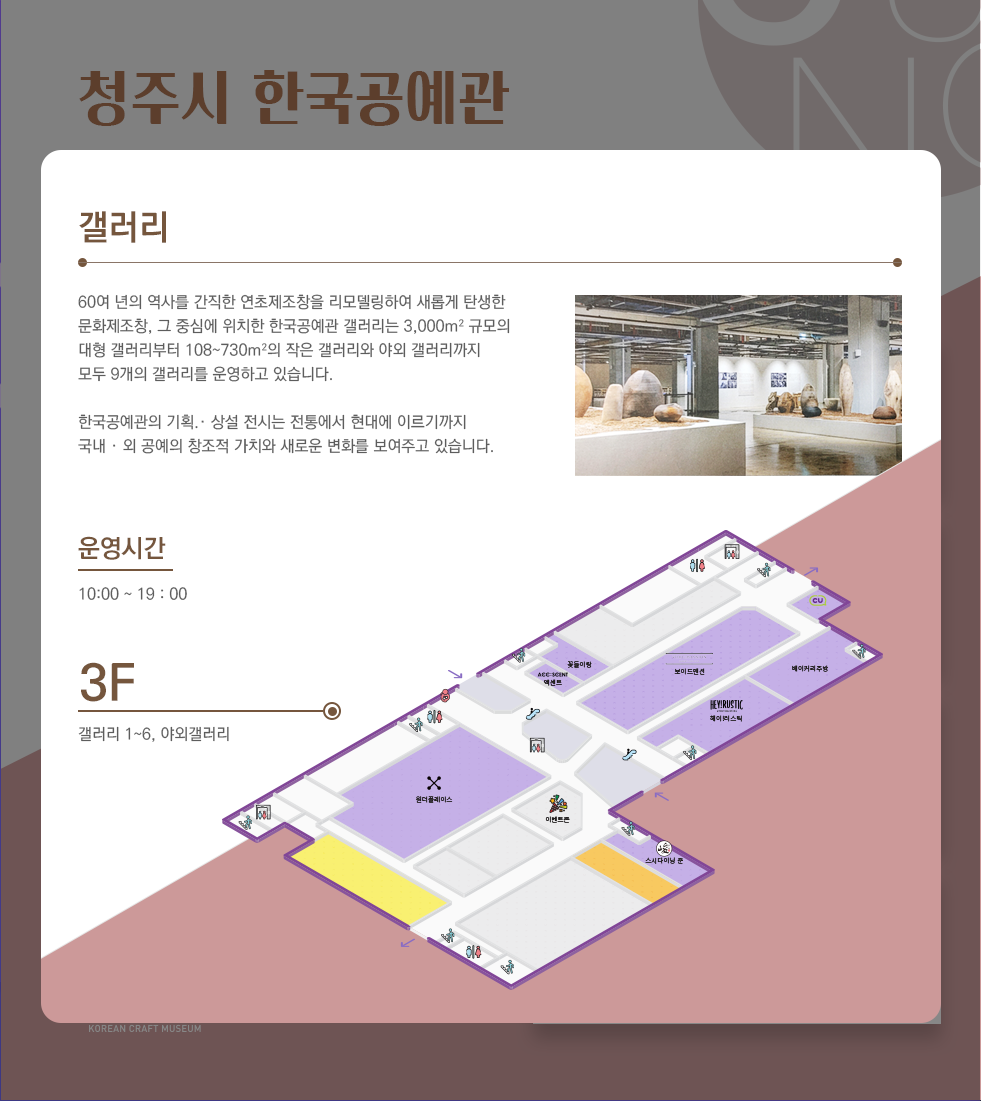 청주시 한국공예관
갤러리
60여 년의 역사를 간직한 연초제조창을 리모델링하여 새롭게 탄생한
문화제조창, 그 중심에 위치한 한국공예관 갤러리는 3,000m² 규모의
대형 갤러리부터 108~730m²의 작은 갤러리와 야외 갤러리까지
모두 9개의 갤러리를 운영하고 있습니다.
한국공예관의 기획.· 상설 전시는 전통에서 현대에 이르기까지
국내 · 외 공예의 창조적 가치와 새로운 변화를 보여주고 있습니다.
운영시간
10:00 ~ 19 : 00
3F
갤러리 1~6, 야외갤러리
CU
꽃들이랑
ACC:SCENT
액센트
보이드맨션
베이커리주방
HEYRUSTIC
헤이러스틱
원더플레이스
이벤트존
스시다이닝 쿤
KOREAN CRAFT MUSEUM